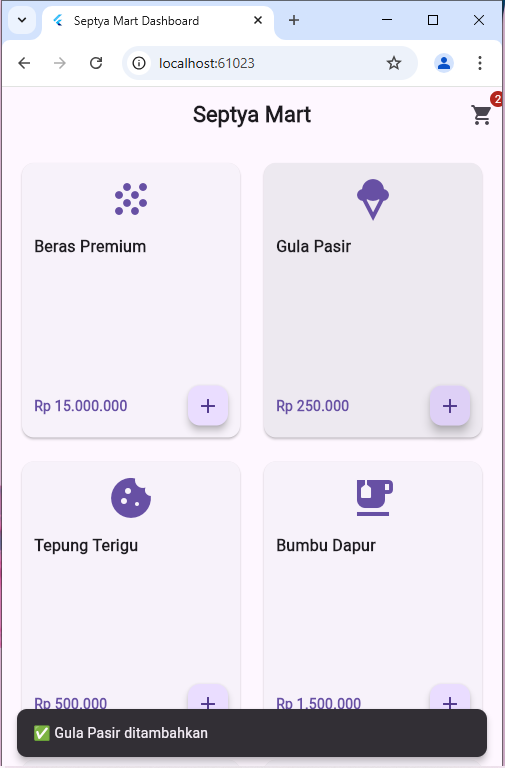 Septya Mart Dashboard
localhost:61023
Septya Mart
2
Beras Premium
Gula Pasir
Rp 15.000.000
Rp 250.000
Tepung Terigu
Bumbu Dapur
Rp 500.000
Rp 1.500.000
✅ Gula Pasir ditambahkan